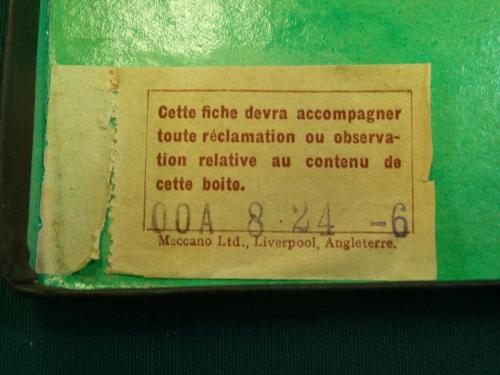 Cette fiche devra accompagner
toute réclamation ou observa-
tion relative au contenu de
cette boite.
00A 8 24 -6
Meccano Ltd., Liverpool, Angleterre.